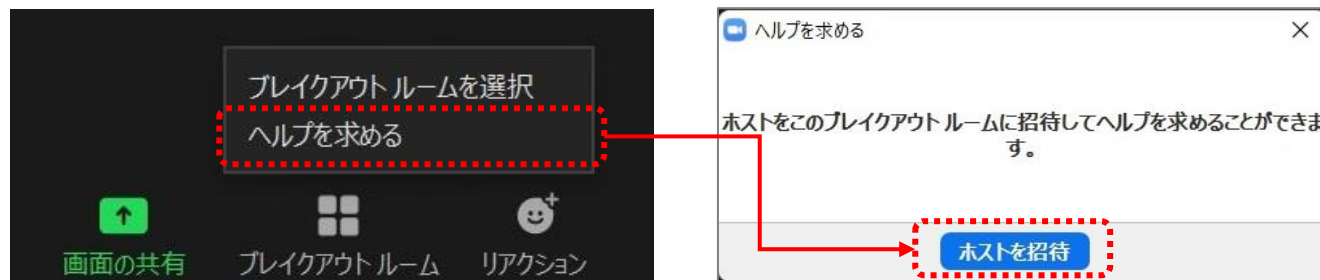 ブレイクアウト ルームを選択
ヘルプを求める
画面の共有
ブレイクアウト ルーム
リアクション
ヘルプを求める
ホストをこのブレイクアウト ルームに招待してヘルプを求めることができま
す。
ホストを招待